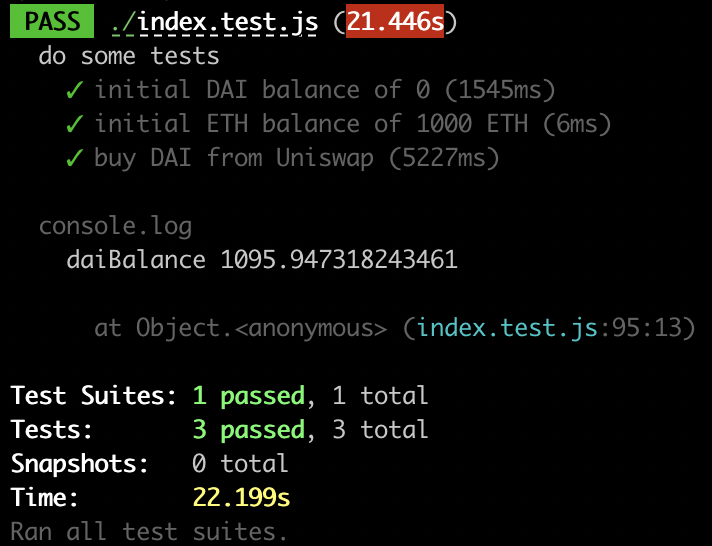 PASS ./index.test.js (21.446s)
do some tests
✓ initial DAI balance of 0 (1545ms)
✓ initial ETH balance of 1000 ETH (6ms)
✓ buy DAI from Uniswap (5227ms)
console.log
daiBalance 1095.947318243461
at Object.<anonymous> (index.test.js:95:13)
Test Suites: 1 passed, 1 total
Tests: 3 passed, 3 total
Snapshots: 0 total
Time: 22.199s
Ran all test suites.